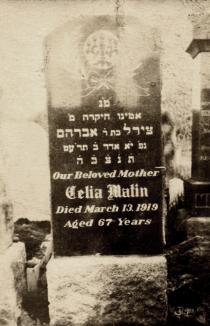 פנ
אמינו היקרה מ
צירל בת ר אברהם
נפ יא אדר ב תרעט
תנצבה
Our Beloved Mother
Celia Malin
Died March 13. 1919
Aged 67 Years